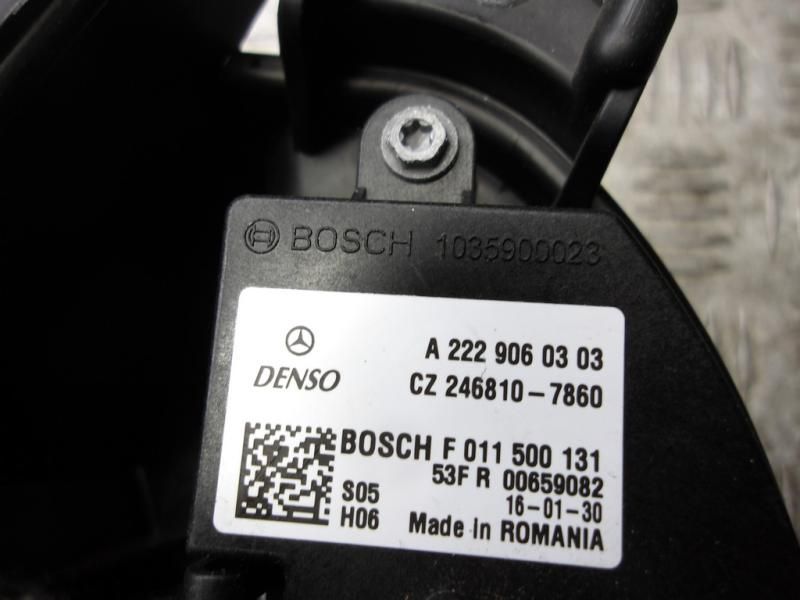 BOSCH 1035900023
A 222 906 03 03
DENSO CZ 246810-7860
BOSCH F 011 500 131
53F R 00659082
S05 16-01-30
H06 Made in ROMANIA